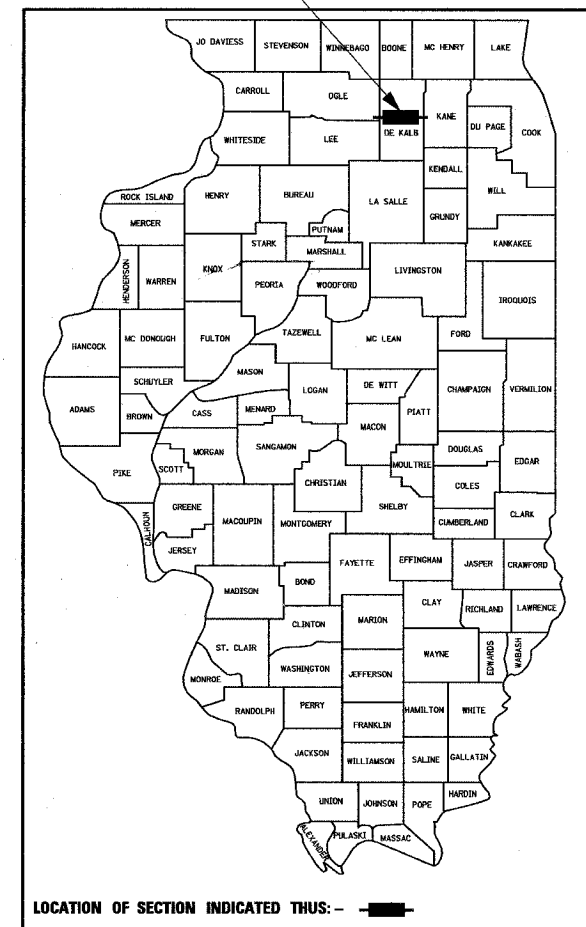 JO DAVIESS STEVENSON WINNEBAGO BOONE MC HENRY LAKE
CARROLL OGLE KANE
DE KALB DU PAGE COOK
WHITESIDE LEE
KENDALL
ROCK ISLAND HENRY BUREAU LA SALLE GRUNDY WILL
MERCER PUTNAM
STARK MARSHALL KANKAKEE
HENDERSON WARREN KNOX PEORIA WOODFORD LIVINGSTON IROQUOIS
HANCOCK MC DONOUGH FULTON TAZEWELL MC LEAN FORD
SCHUYLER MASON LOGAN DE WITT CHAMPAIGN VERMILION
ADAMS BROWN CASS MENARD MACON PIATT
PIKE SCOTT MORGAN SANGAMON MOULTRIE DOUGLAS EDGAR
CHRISTIAN COLES
CALHOUN GREENE MACOUPIN MONTGOMERY SHELBY CUMBERLAND CLARK
JERSEY
MADISON BOND FAYETTE EFFINGHAM JASPER CRAWFORD
CLINTON MARION CLAY RICHLAND LAWRENCE
ST. CLAIR WASHINGTON JEFFERSON WAYNE EDWARDS WABASH
MONROE
RANDOLPH PERRY FRANKLIN HAMILTON WHITE
JACKSON WILLIAMSON SALINE GALLATIN
UNION JOHNSON POPE HARDIN
ALEXANDER PULASKI MASSAC
LOCATION OF SECTION INDICATED THUS: -